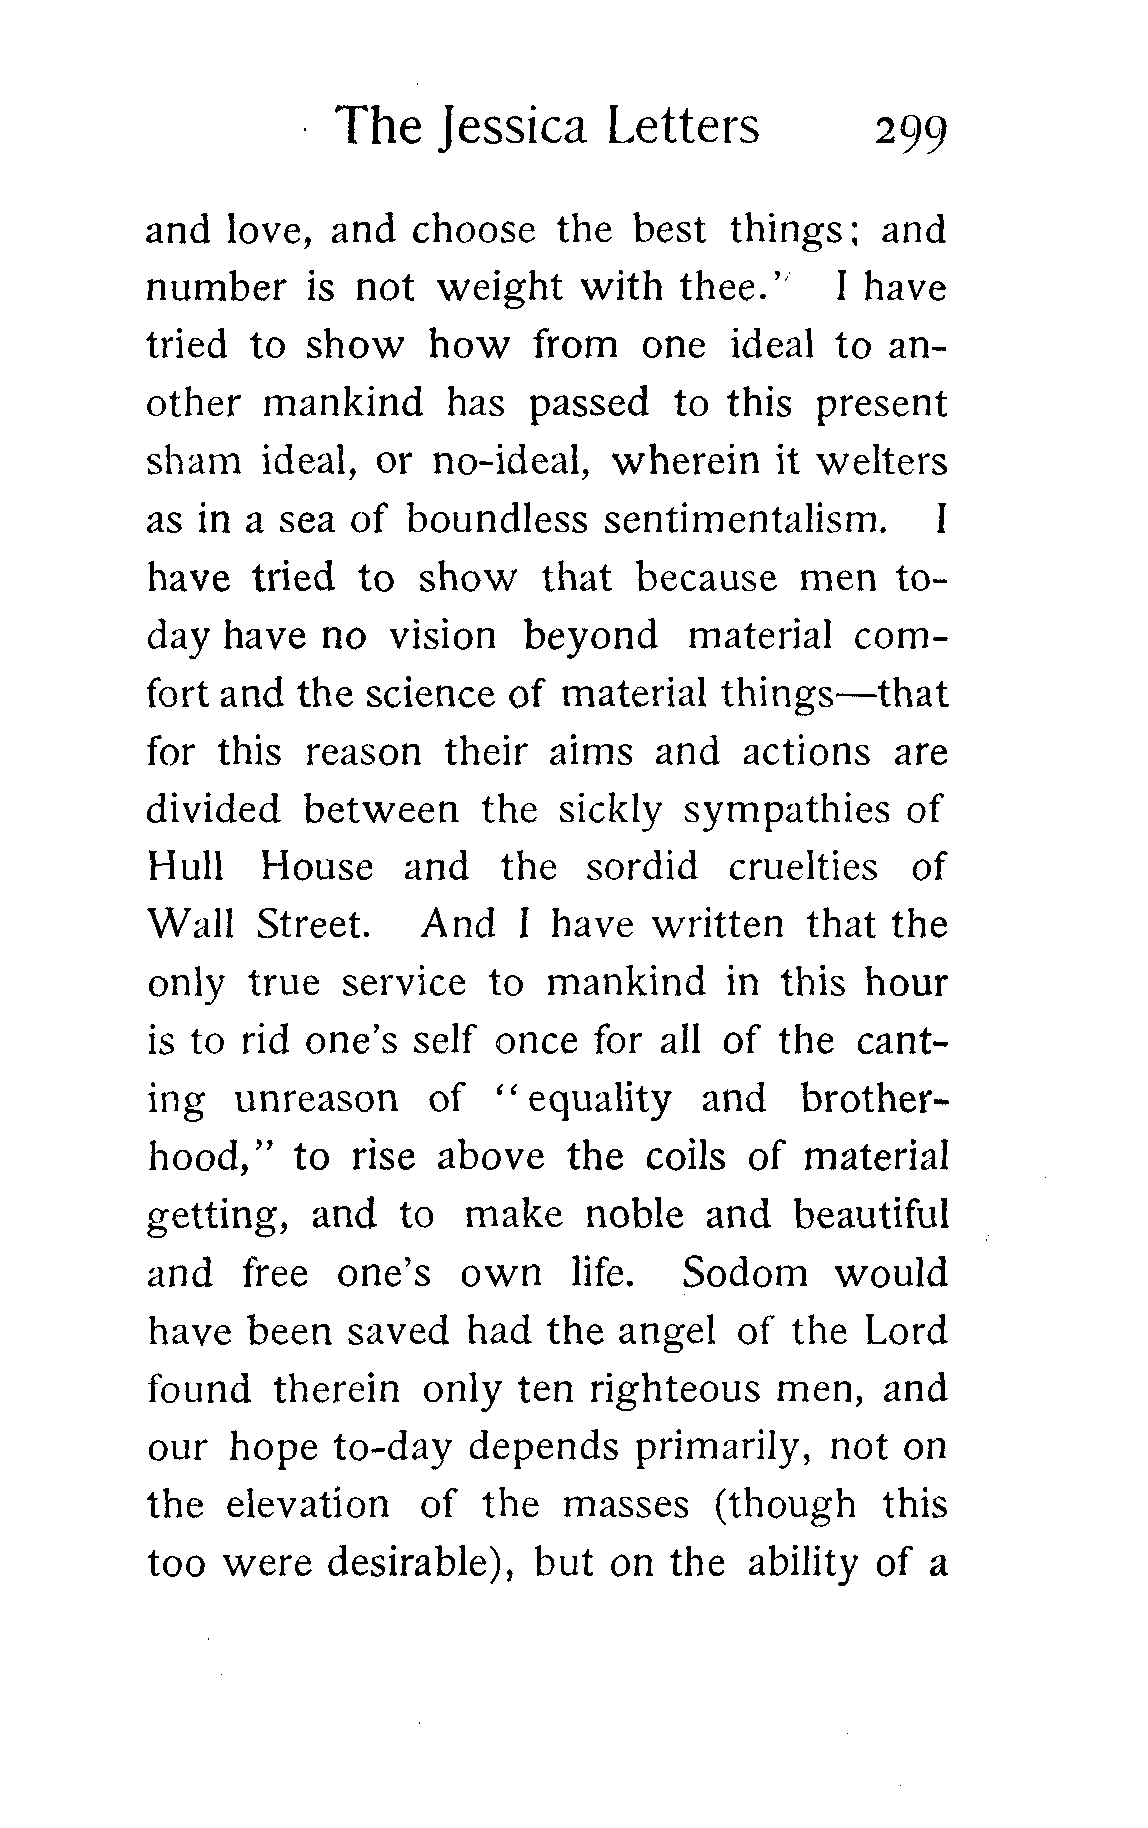 The Jessica Letters 299
and love, and choose the best things; and
number is not weight with thee." I have
tried to show how from one ideal to an-
other mankind has passed to this present
sham ideal, or no-ideal, wherein it welters
as in a sea of boundless sentimentalism. I
have tried to show that because men to-
day have no vision beyond material com-
fort and the science of material things—that
for this reason their aims and actions are
divided between the sickly sympathies of
Hull House and the sordid cruelties of
Wall Street. And I have written that the
only true service to mankind in this hour
is to rid one's self once for all of the cant-
ing unreason of "equality and brother-
hood," to rise above the coils of material
getting, and to make noble and beautiful
and free one's own life. Sodom would
have been saved had the angel of the Lord
found therein only ten righteous men, and
our hope to-day depends primarily, not on
the elevation of the masses (though this
too were desirable), but on the ability of a